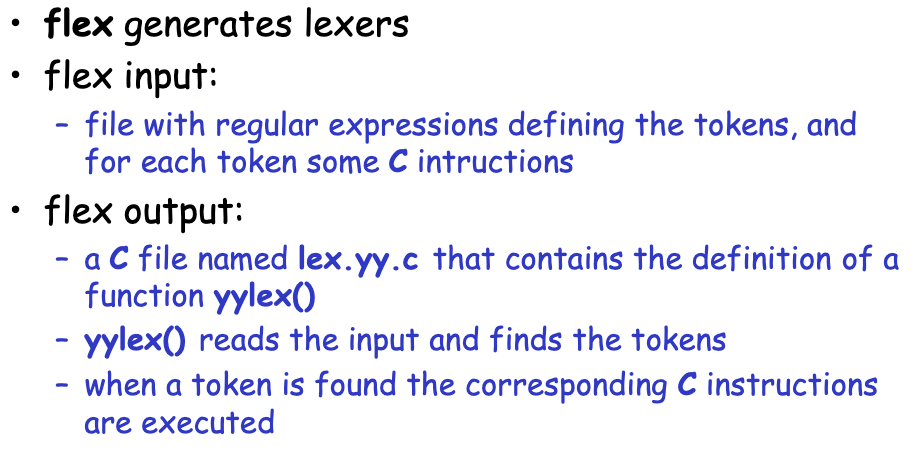 • flex generates lexers
• flex input:
– file with regular expressions defining the tokens, and
for each token some C intructions
• flex output:
– a C file named lex.yy.c that contains the definition of a
function yylex()
– yylex() reads the input and finds the tokens
– when a token is found the corresponding C instructions
are executed